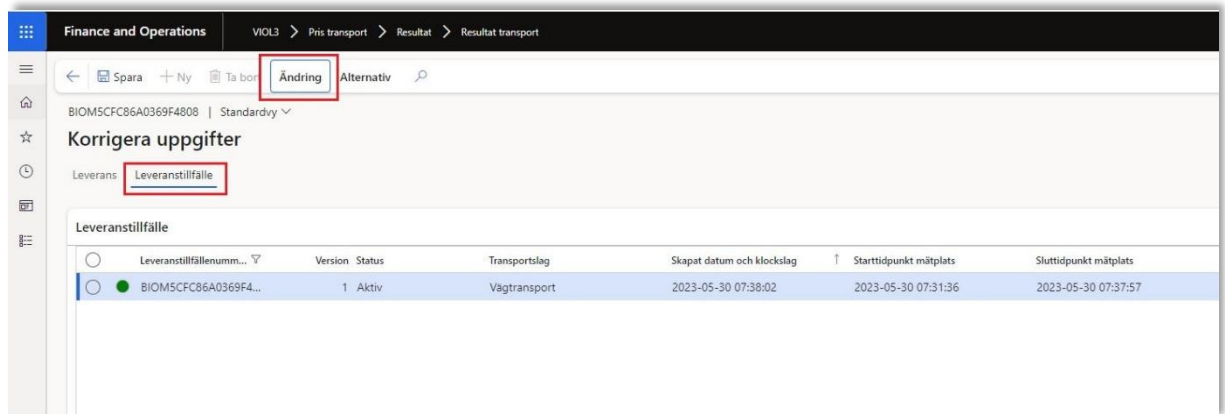 Finance and Operations VIOL3 > Pris transport > Resultat > Resultat transport
Spara Ny Ta bor Ändring Alternativ
BIOM5CFC86A0369F4808 | Standardvy
Korrigera uppgifter
Leverans Leveranstillfälle
Leveranstillfälle
Leveranstillfällenumm... Version Status Transportslag Skapat datum och klockslag ↑ Starttidpunkt mätplats Sluttidpunkt mätplats
BIOM5CFC86A0369F4... 1 Aktiv Vägtransport 2023-05-30 07:38:02 2023-05-30 07:31:36 2023-05-30 07:37:57